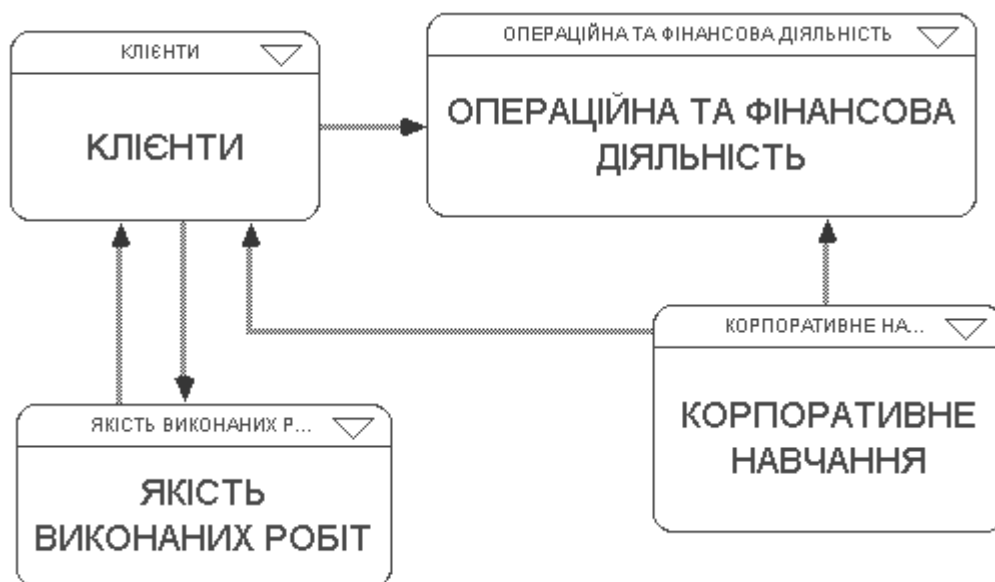 КЛІЄНТИ
КЛІЄНТИ
ОПЕРАЦІЙНА ТА ФІНАНСОВА ДІЯЛЬНІСТЬ
ОПЕРАЦІЙНА ТА ФІНАНСОВА
ДІЯЛЬНІСТЬ
КОРПОРАТИВНЕ НА...
КОРПОРАТИВНЕ
НАВЧАННЯ
ЯКІСТЬ ВИКОНАНИХ Р...
ЯКІСТЬ
ВИКОНАНИХ РОБІТ